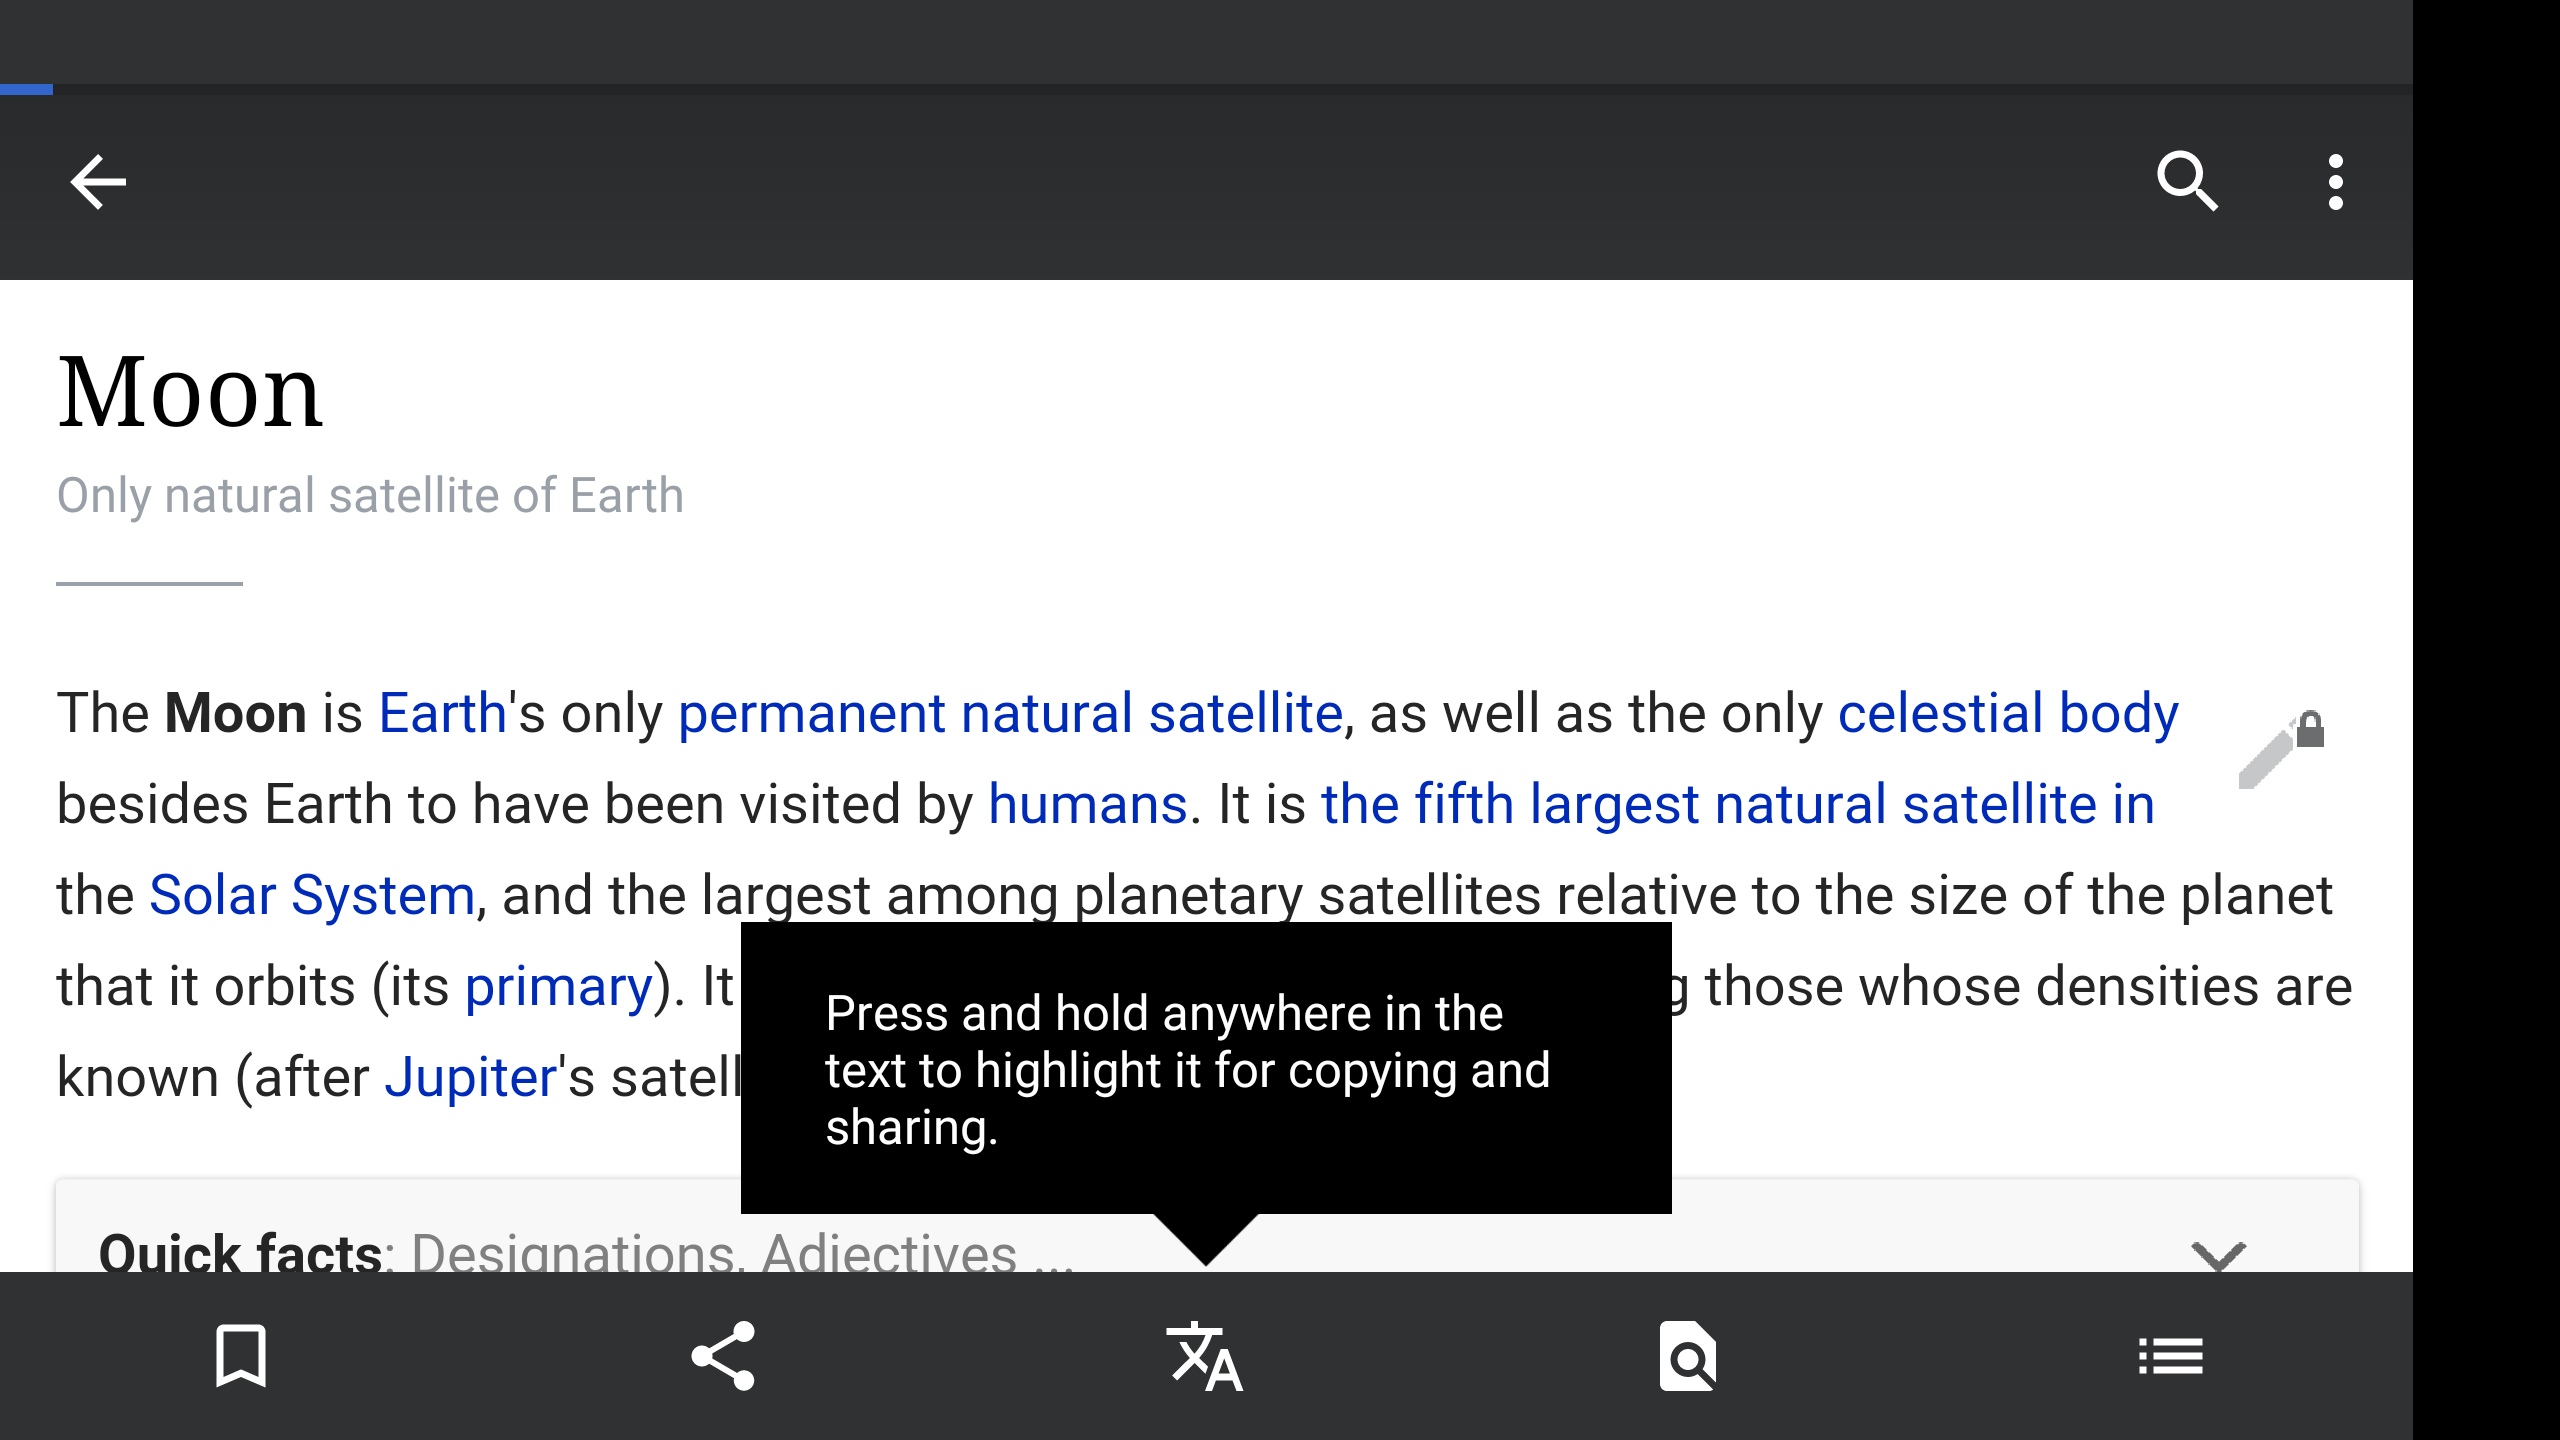 Moon
Only natural satellite of Earth
The Moon is Earth's only permanent natural satellite, as well as the only celestial body
besides Earth to have been visited by humans. It is the fifth largest natural satellite in
the Solar System, and the largest among planetary satellites relative to the size of the planet
that it orbits (its primary). It those whose densities are
known (after Jupiter's
Press and hold anywhere in the
text to highlight it for copying and
sharing.
Quick facts: Designations, Adjectives ...